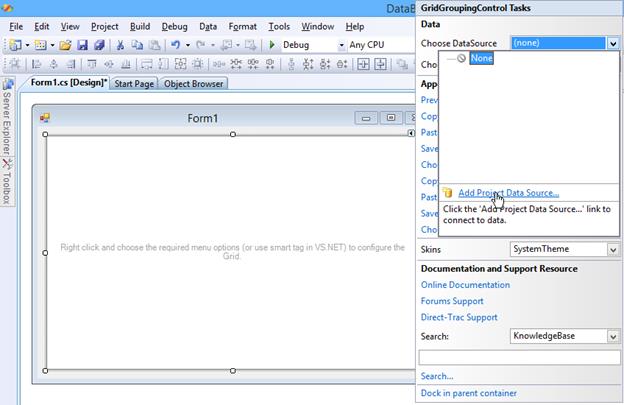 DataB
File Edit View Project Build Debug Data Format Tools Window Help
Debug Any CPU
Form1.cs [Design]* Start Page Object Browser
Server Explorer
Toolbox
Form1
Right click and choose the required menu options (or use smart tag in VS.NET) to configure the
Grid.
GridGroupingControl Tasks
Data
Choose DataSource (none)
Cho
None
App
Prev
Copy
Past
Save
Cho
Cop
Past
Save
Cho
Add Project Data Source...
Click the 'Add Project Data Source...' link to
connect to data.
Skins SystemTheme
Documentation and Support Resource
Online Documentation
Forums Support
Direct-Trac Support
Search: KnowledgeBase
Search...
Dock in parent container